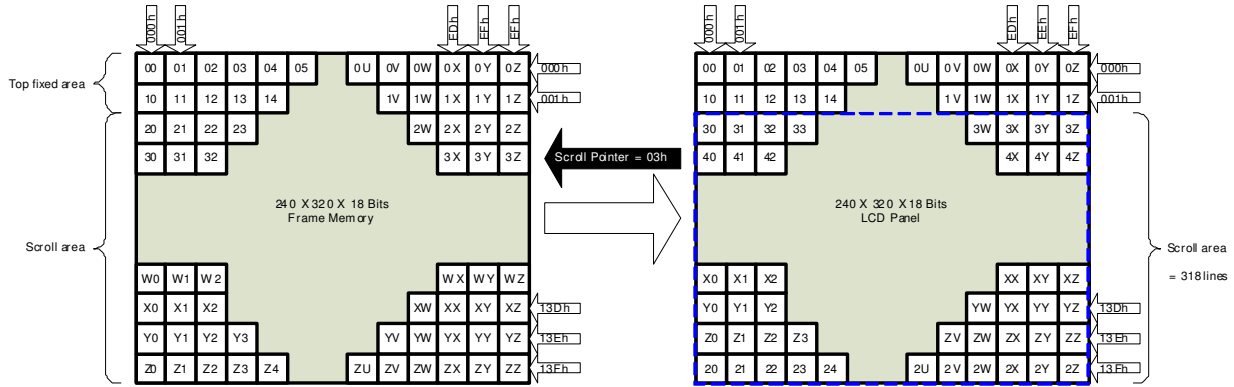 000h 001h EDh EFh EFh 000h 001h EDh EEh EFh
00 01 02 03 04 05 0U 0V 0W 0X 0Y 0Z 000h 00 01 02 03 04 05 0U 0V 0W 0X 0Y 0Z 000h
Top fixed area
10 11 12 13 14 1V 1W 1X 1Y 1Z 001h 10 11 12 13 14 1V 1W 1X 1Y 1Z 001h
20 21 22 23 2W 2X 2Y 2Z 30 31 32 33 3W 3X 3Y 3Z
30 31 32 3X 3Y 3Z Scroll Pointer = 03h 40 41 42 4X 4Y 4Z
240 X 320 X 18 Bits 240 X 320 X 18 Bits
Frame Memory LCD Panel
Scroll area Scroll area
W0 W1 W2 WX WY WZ X0 X1 X2 XX XY XZ = 318 lines
X0 X1 X2 XW XX XY XZ 13Dh Y0 Y1 Y2 YW YX YY YZ 13Dh
Y0 Y1 Y2 Y3 YV YW YX YY YZ 13Eh Z0 Z1 Z2 Z3 ZV ZW ZX ZY ZZ 13Eh
Z0 Z1 Z2 Z3 Z4 ZU ZV ZW ZX ZY ZZ 13Fh 20 21 22 23 24 2U 2V 2W 2X 2Y 2Z 13Fh